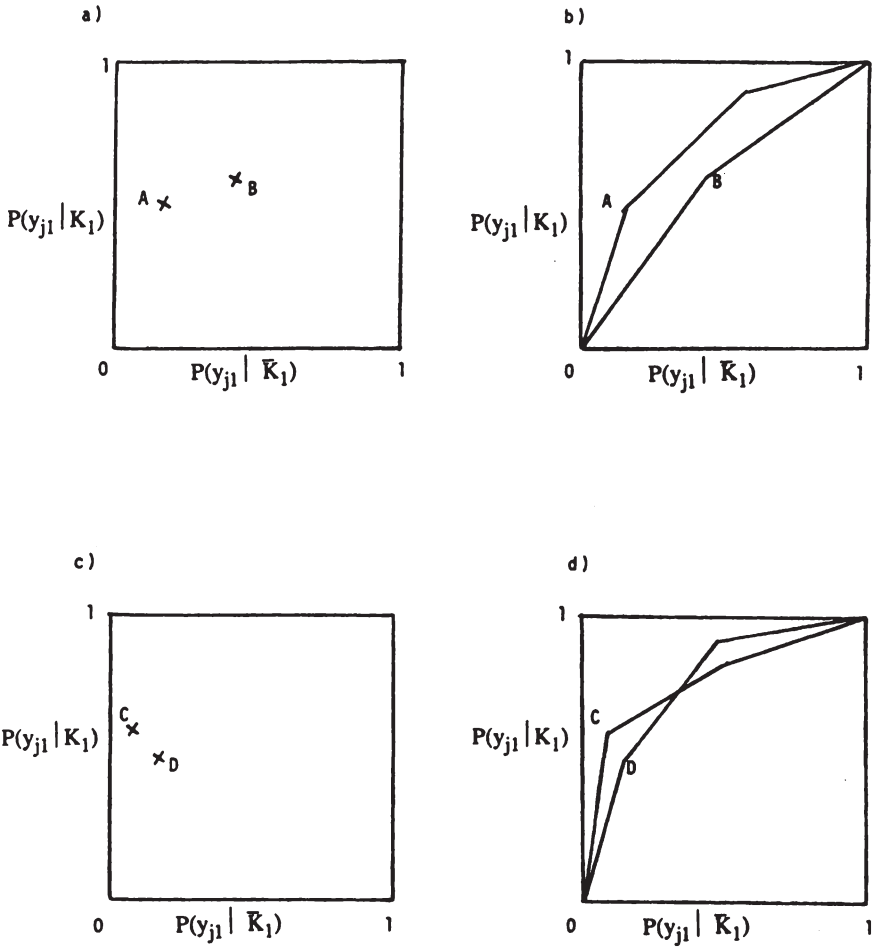 a)
1
A
B
P(yj1 | K1)
0
P(yj1 | K̅1)
1
b)
1
A
B
P(yj1 | K1)
0
P(yj1 | K̅1)
1
c)
1
C
D
P(yj1 | K1)
0
P(yj1 | K̅1)
1
d)
1
C
D
P(yj1 | K1)
0
P(yj1 | K̅1)
1